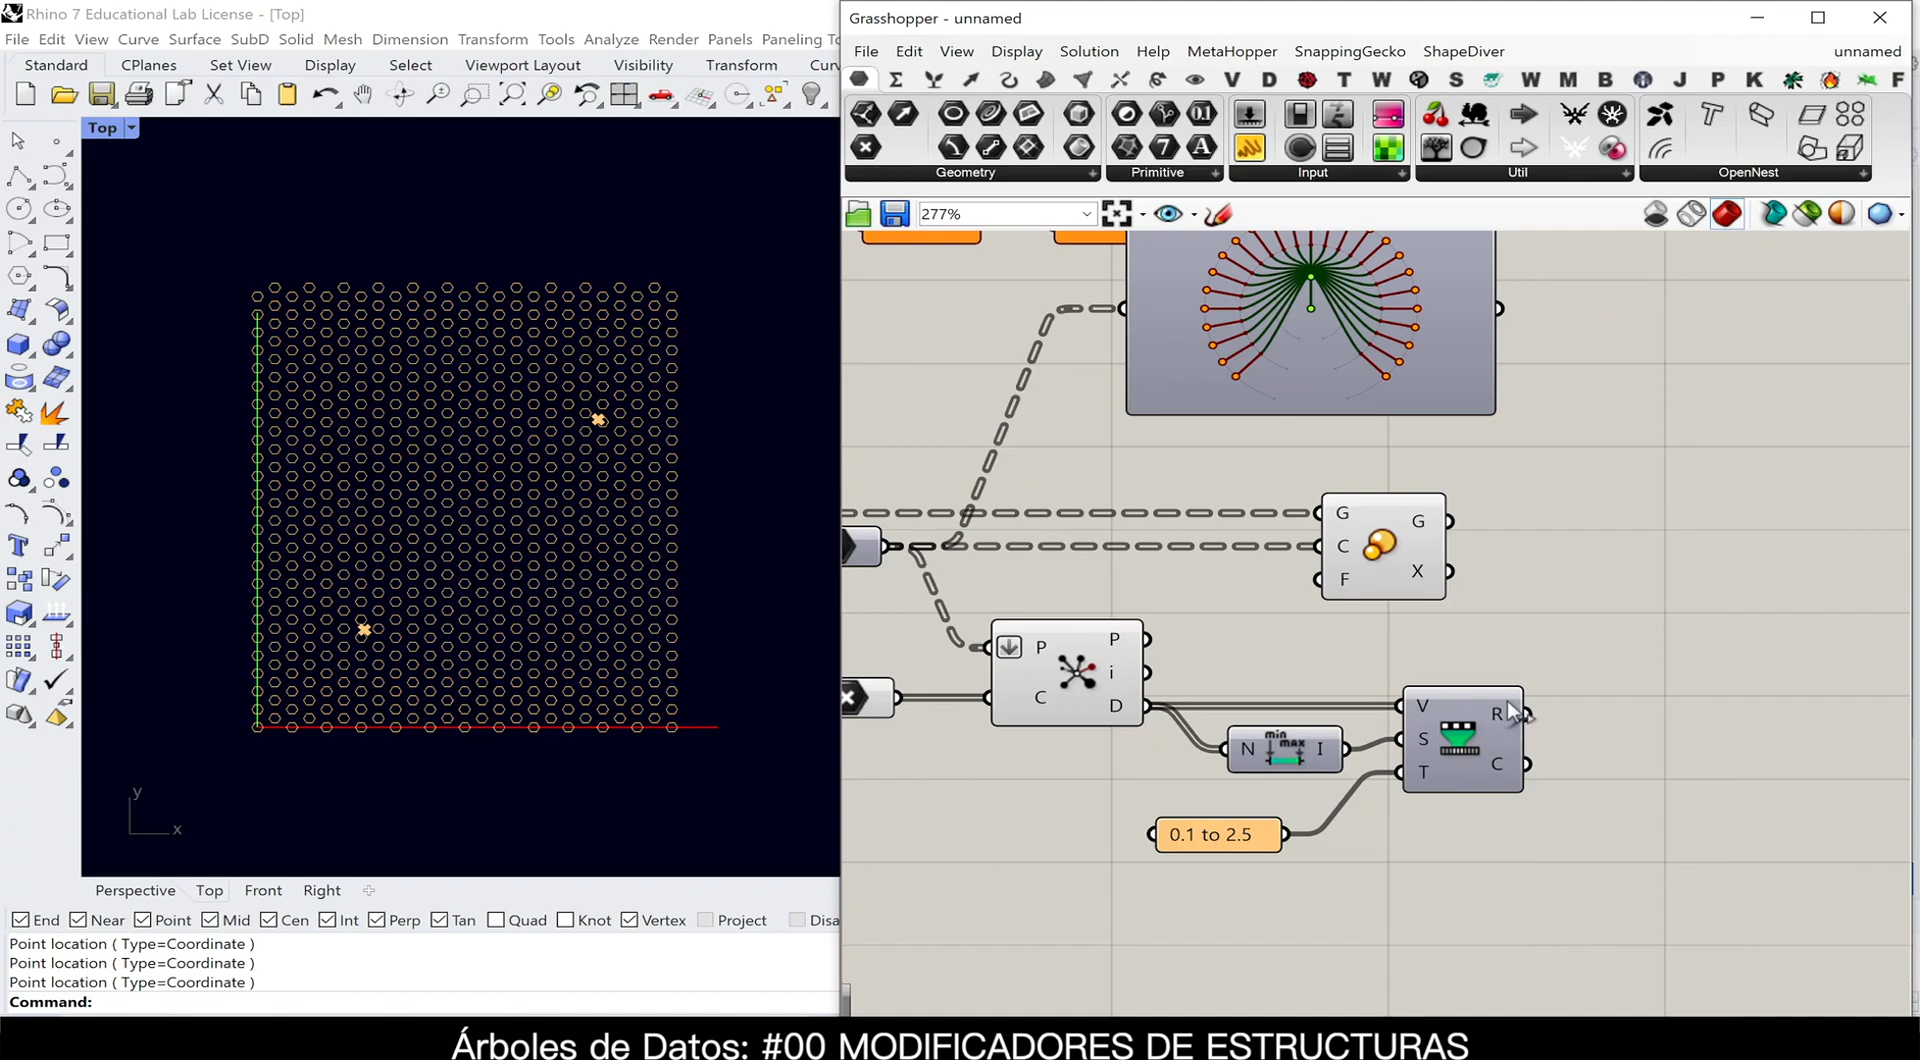 Rhino 7 Educational Lab License - [Top]
File Edit View Curve Surface SubD Solid Mesh Dimension Transform Tools Analyze Render Panels Paneling To
Standard CPlanes Set View Display Select Viewport Layout Visibility Transform Curv
Top
y
x
Perspective Top Front Right
End Near Point Mid Cen Int Perp Tan Quad Knot Vertex Project Disa
Point location ( Type=Coordinate )
Point location ( Type=Coordinate )
Point location ( Type=Coordinate )
Command:
Grasshopper - unnamed
File Edit View Display Solution Help MetaHopper SnappingGecko ShapeDiver unnamed
V D T W S W M B J P K F
Geometry Primitive Input Util OpenNest
277%
G G
C
F X
P P
i
C D
N min max I
V R
S
T C
0.1 to 2.5
Árboles de Datos: #00 MODIFICADORES DE ESTRUCTURAS